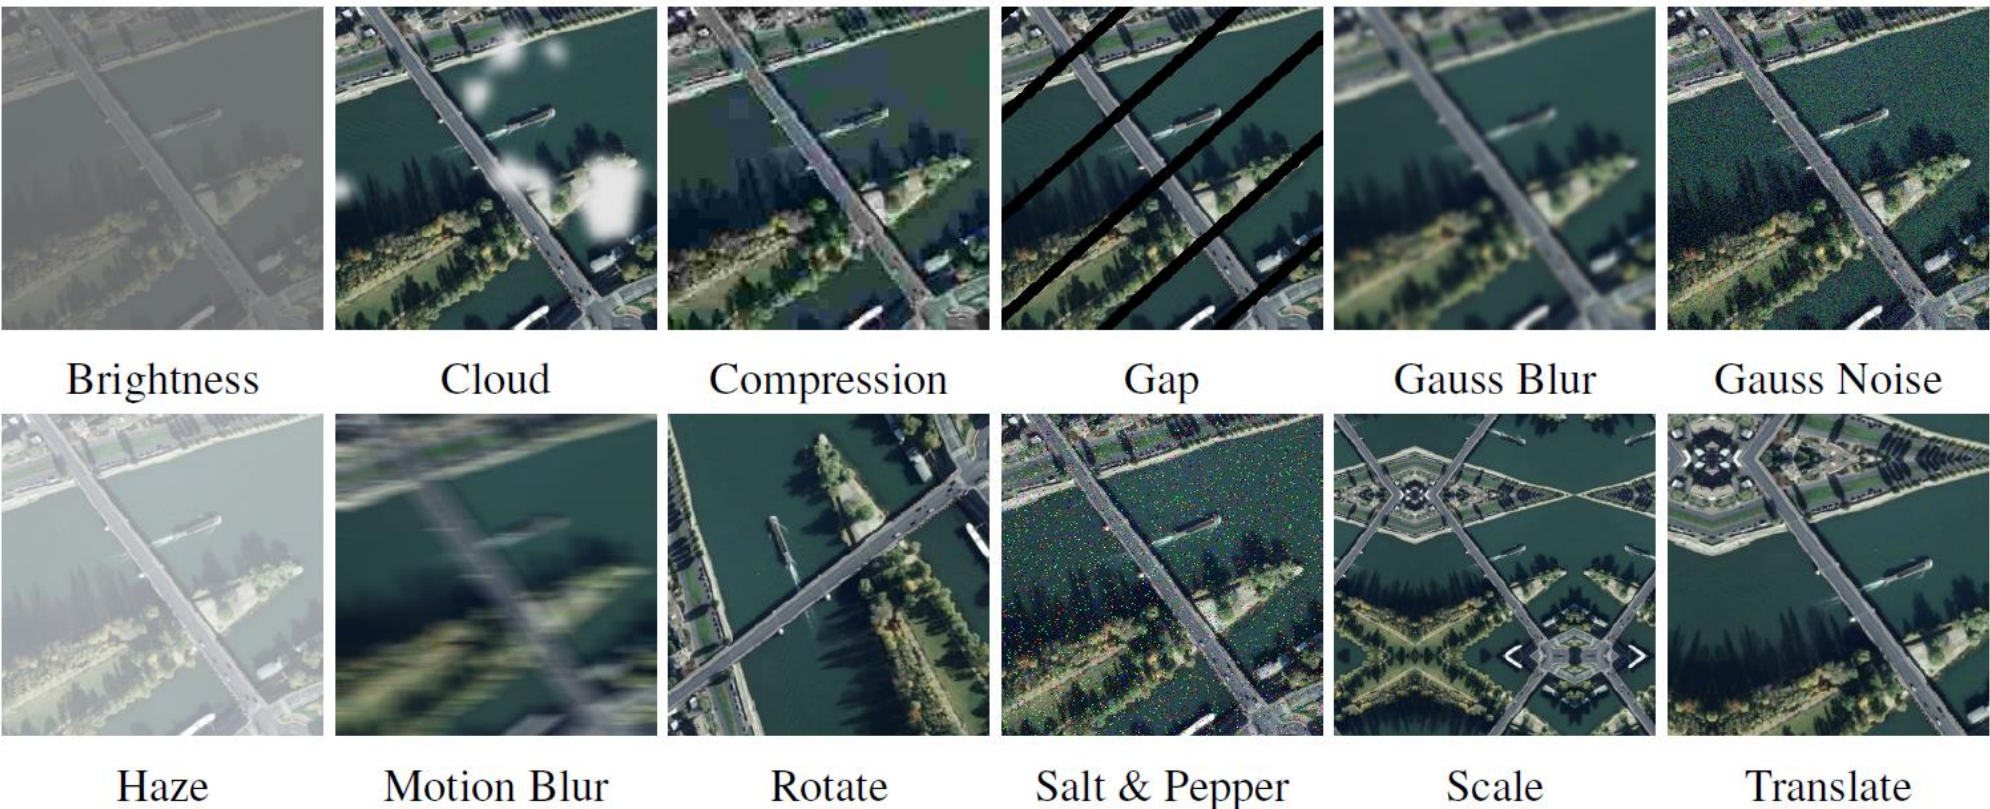 Brightness Cloud Compression Gap Gauss Blur Gauss Noise
Haze Motion Blur Rotate Salt & Pepper Scale Translate